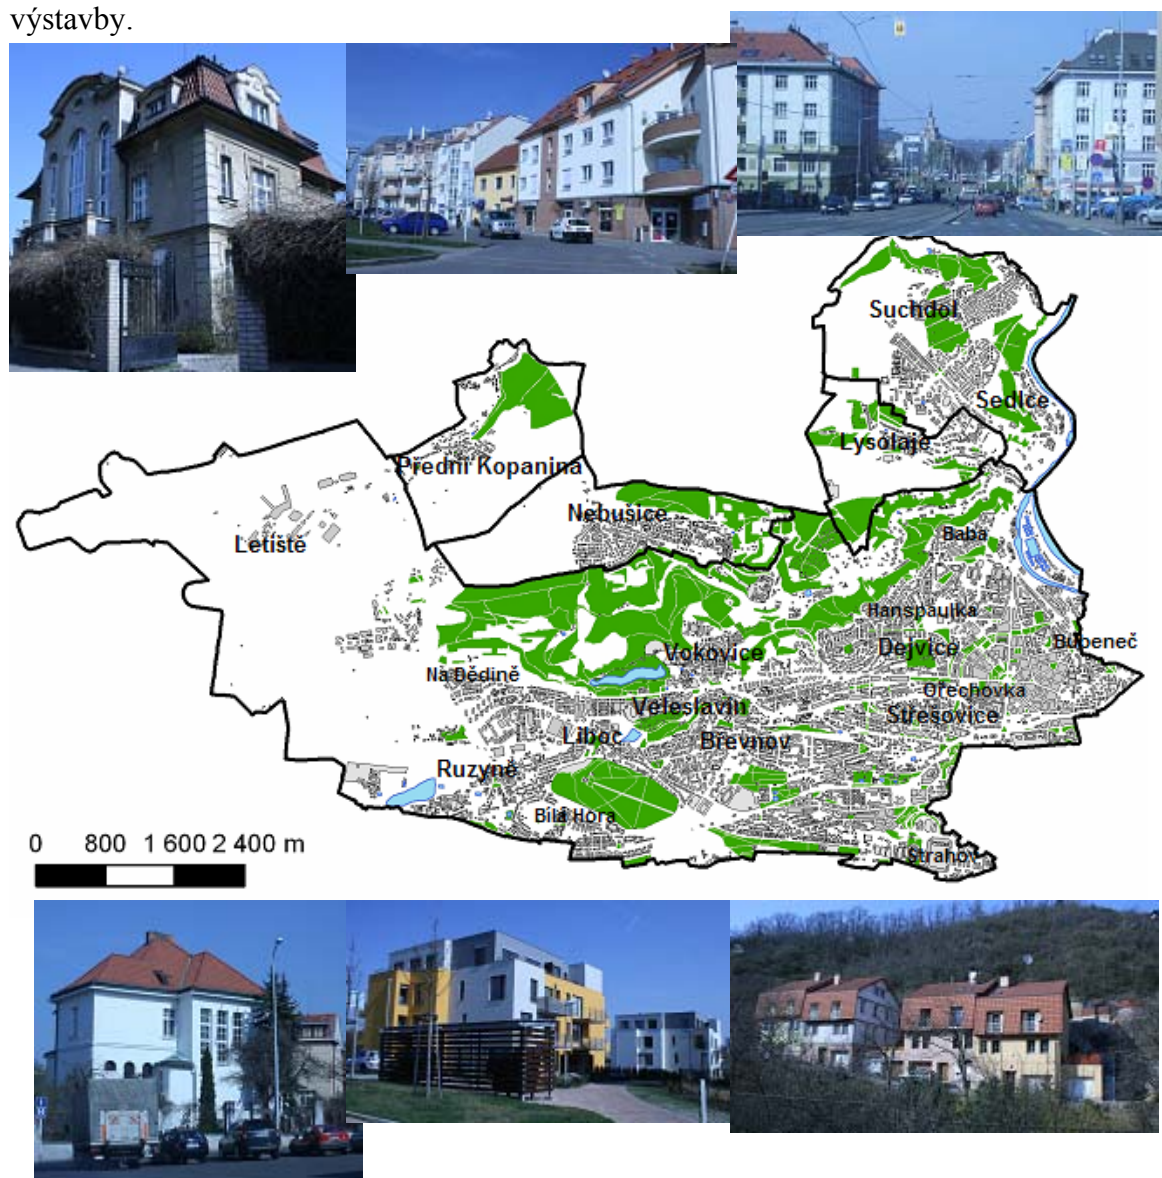 výstavby.
Suchdol
Sedlce
Lysolaje
Přední Kopanina
Nebušice
Letiště
Baba
Hanspaulka
Bubeneč
Dejvice
Vokovice
Na Dědině
Ořechovka
Veleslavín
Střešovice
Liboc
Břevnov
Ruzyně
Bílá Hora
Strahov
0 800 1 600 2 400 m